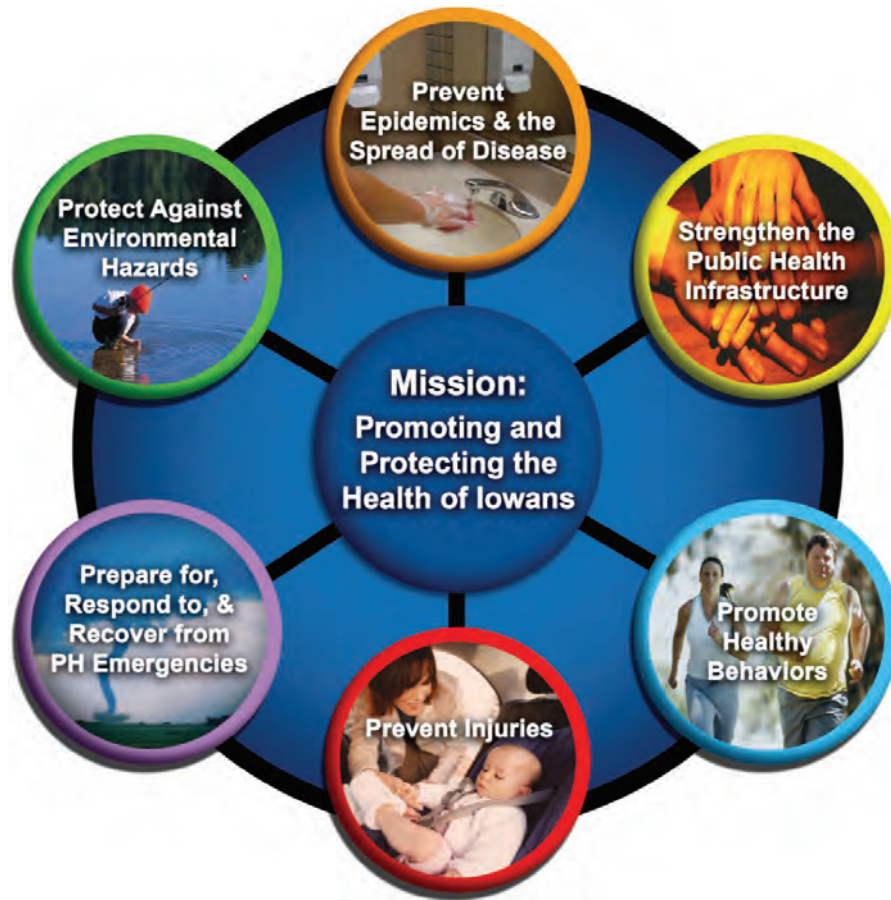 Prevent
Epidemics & the
Spread of Disease
Strengthen the
Public Health
Infrastructure
Promote
Healthy
Behaviors
Prevent Injuries
Prepare for,
Respond to, &
Recover from
PH Emergencies
Protect Against
Environmental
Hazards
Mission:
Promoting and
Protecting the
Health of Iowans